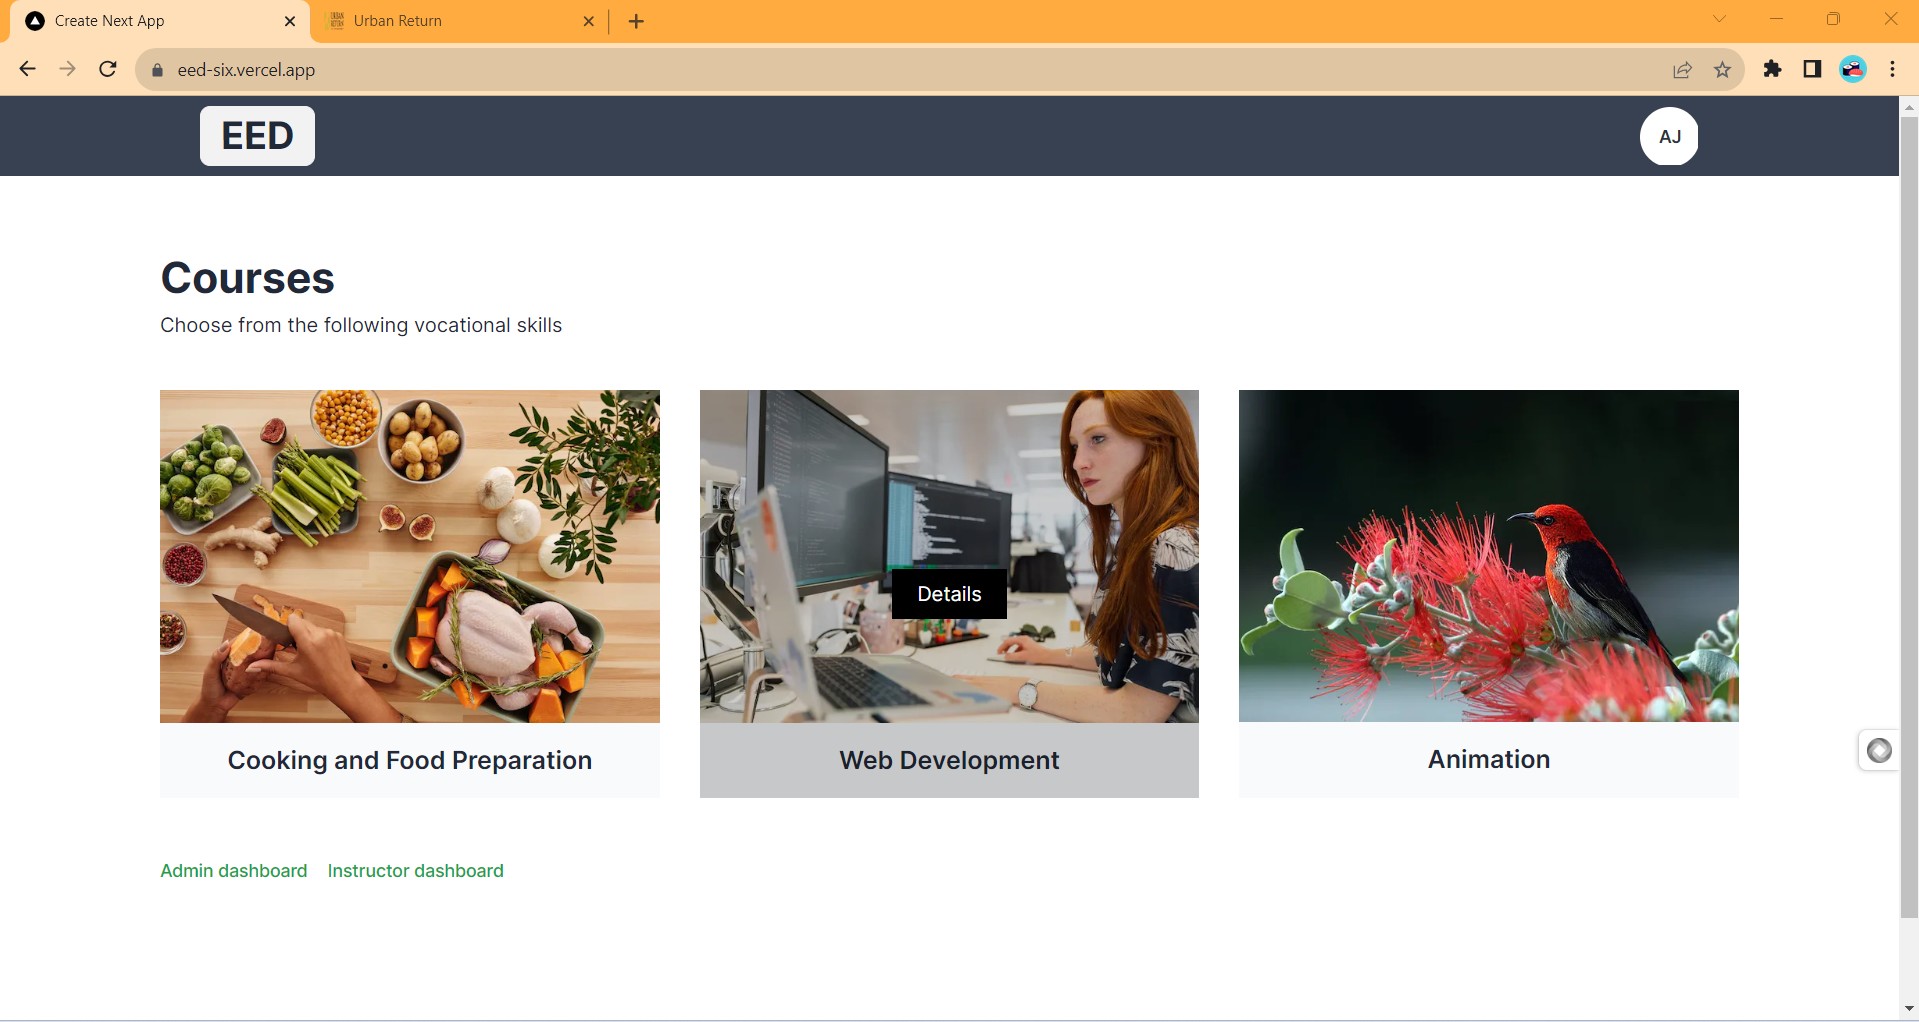 Create Next App
Urban Return
eed-six.vercel.app
EED
AJ
Courses
Choose from the following vocational skills
Details
Cooking and Food Preparation
Web Development
Animation
Admin dashboard
Instructor dashboard